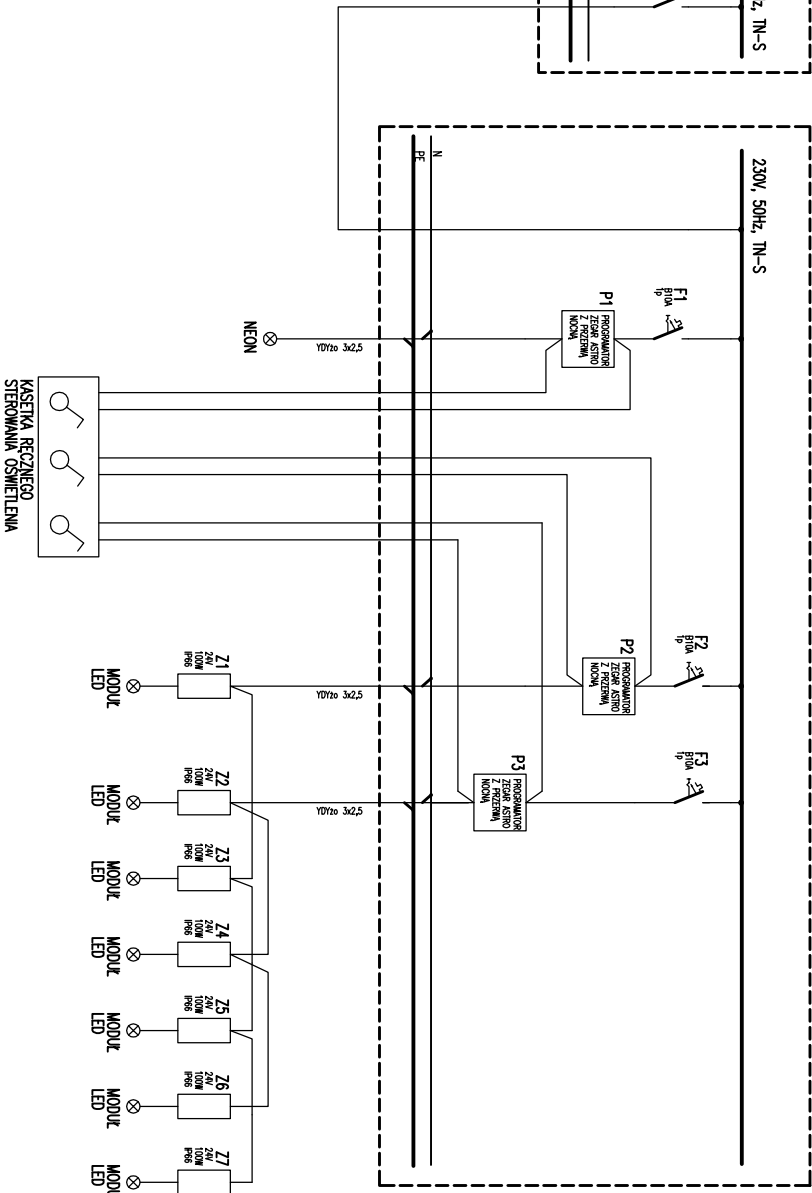 z, TN-S
230V, 50Hz, TN-S
N
PE
F1
B10A
1p
P1
PROGRAMATOR
ZEGAR ASTRO
Z PRZERWĄ
NOCNĄ
YDYżo 3x2,5
NEON
KASETKA RĘCZNEGO
STEROWANIA OŚWIETLENIA
F2
B10A
1p
P2
PROGRAMATOR
ZEGAR ASTRO
Z PRZERWĄ
NOCNĄ
YDYżo 3x2,5
F3
B10A
1p
P3
PROGRAMATOR
ZEGAR ASTRO
Z PRZERWĄ
NOCNĄ
YDYżo 3x2,5
Z1
24V
100W
IP66
MODUŁ
LED
Z2
24V
100W
IP66
MODUŁ
LED
Z3
24V
100W
IP66
MODUŁ
LED
Z4
24V
100W
IP66
MODUŁ
LED
Z5
24V
100W
IP66
MODUŁ
LED
Z6
24V
100W
IP66
MODUŁ
LED
Z7
24V
100W
IP66
MODU
LED